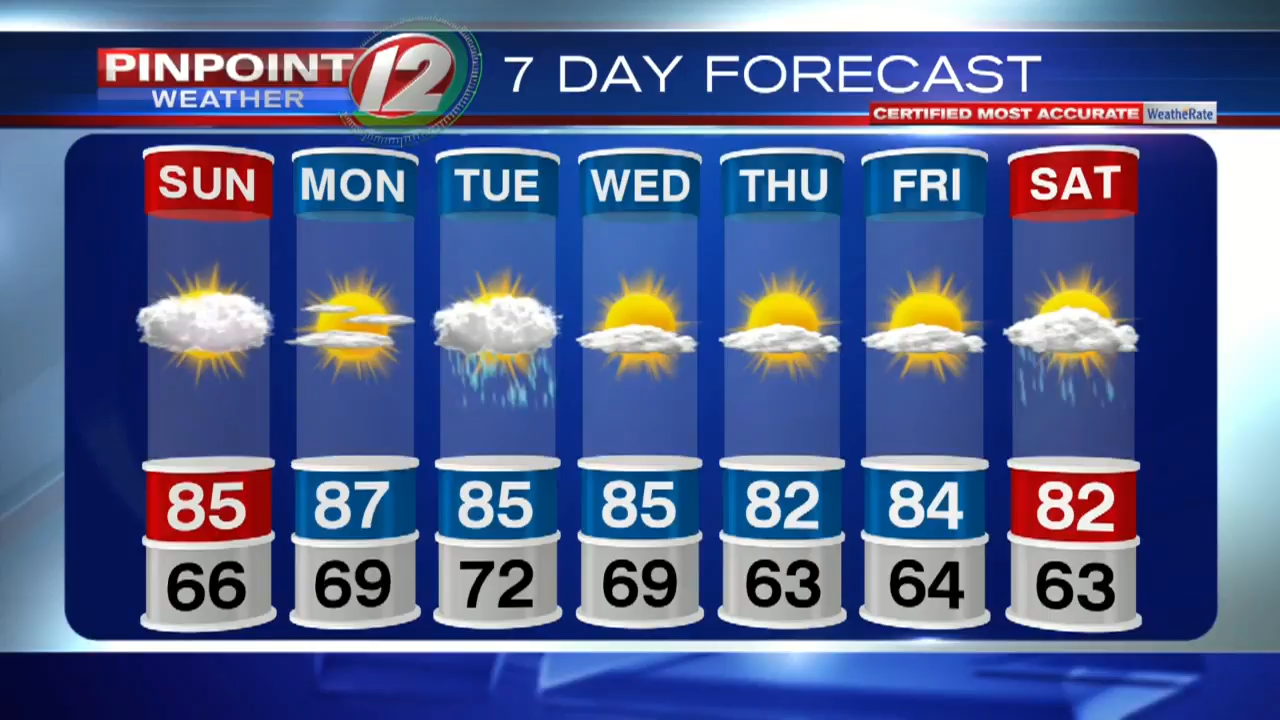 PINPOINT
WEATHER
12
7 DAY FORECAST
CERTIFIED MOST ACCURATE WeatheRate
SUN MON TUE WED THU FRI SAT
85 87 85 85 82 84 82
66 69 72 69 63 64 63